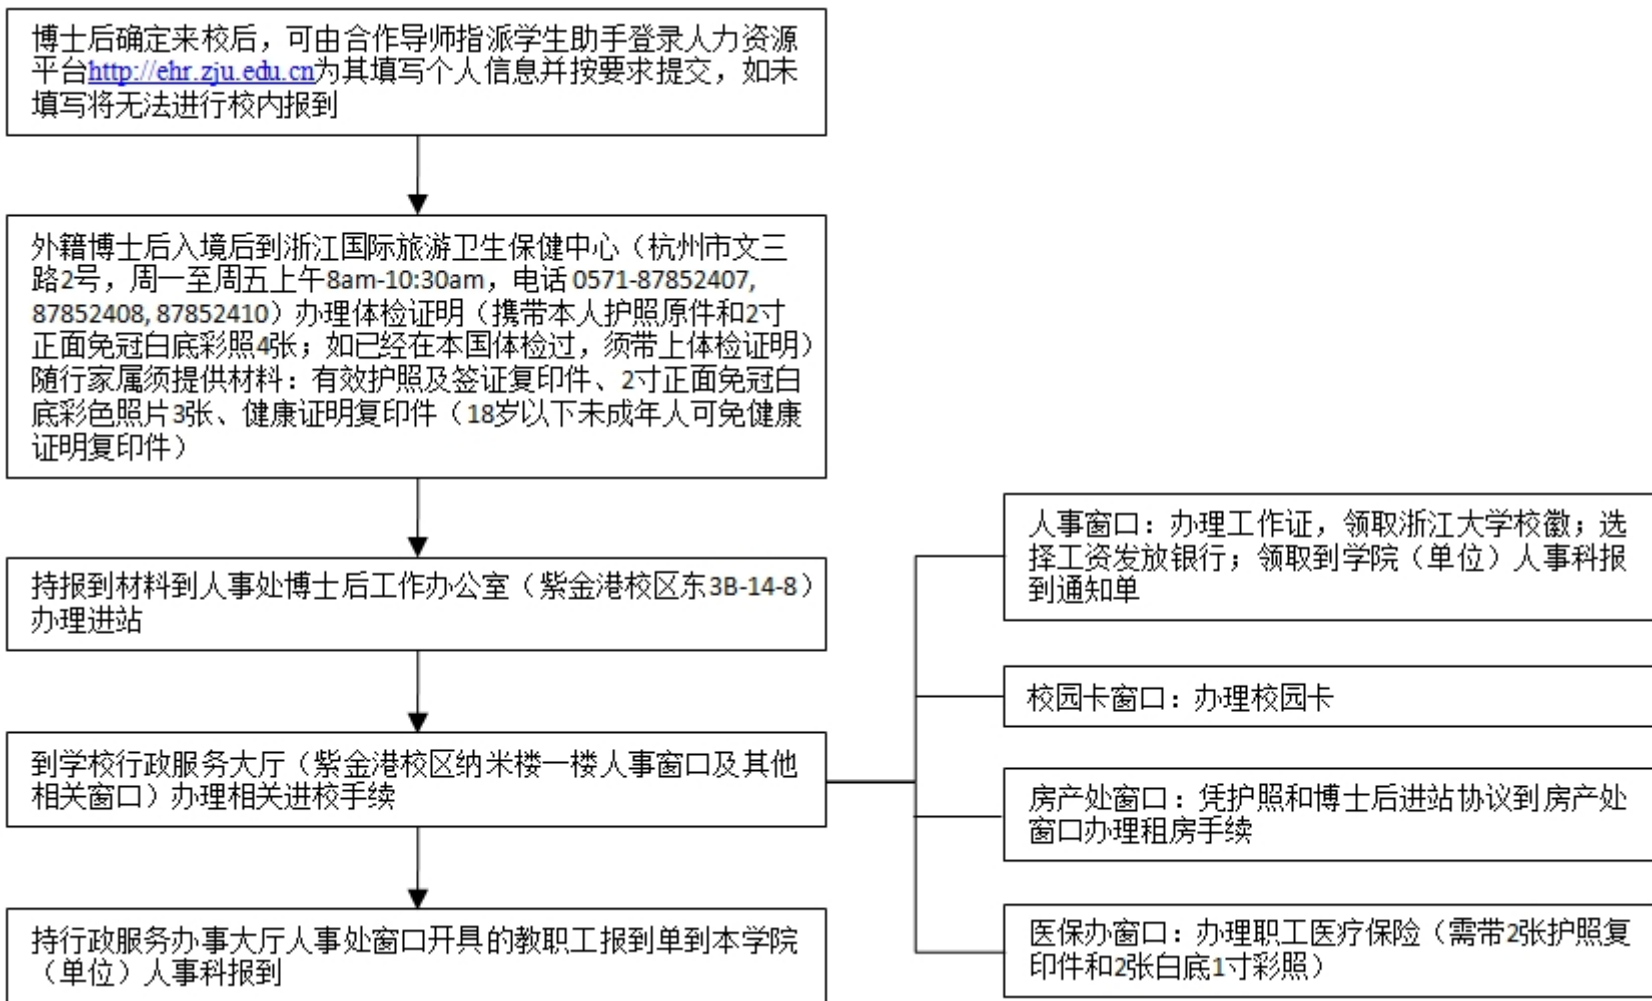 博士后确定来校后，可由合作导师指派学生助手登录人力资源
平台http://ehr.zju.edu.cn为其填写个人信息并按要求提交，如未
填写将无法进行校内报到
外籍博士后入境后到浙江国际旅游卫生保健中心（杭州市文三
路2号，周一至周五上午8am-10:30am，电话 0571-87852407,
87852408, 87852410）办理体检证明（携带本人护照原件和2寸
正面免冠白底彩照4张；如已经在本国体检过，须带上体检证明）
随行家属须提供材料：有效护照及签证复印件、2寸正面免冠白
底彩色照片3张、健康证明复印件（18岁以下未成年人可免健康
证明复印件）
持报到材料到人事处博士后工作办公室（紫金港校区东3B-14-8）
办理进站
到学校行政服务大厅（紫金港校区纳米楼一楼人事窗口及其他
相关窗口）办理相关进校手续
持行政服务办事大厅人事处窗口开具的教职工报到单到本学院
（单位）人事科报到
人事窗口：办理工作证，领取浙江大学校徽；选
择工资发放银行；领取到学院（单位）人事科报
到通知单
校园卡窗口：办理校园卡
房产处窗口：凭护照和博士后进站协议到房产处
窗口办理租房手续
医保办窗口：办理职工医疗保险（需带2张护照复
印件和2张白底1寸彩照）